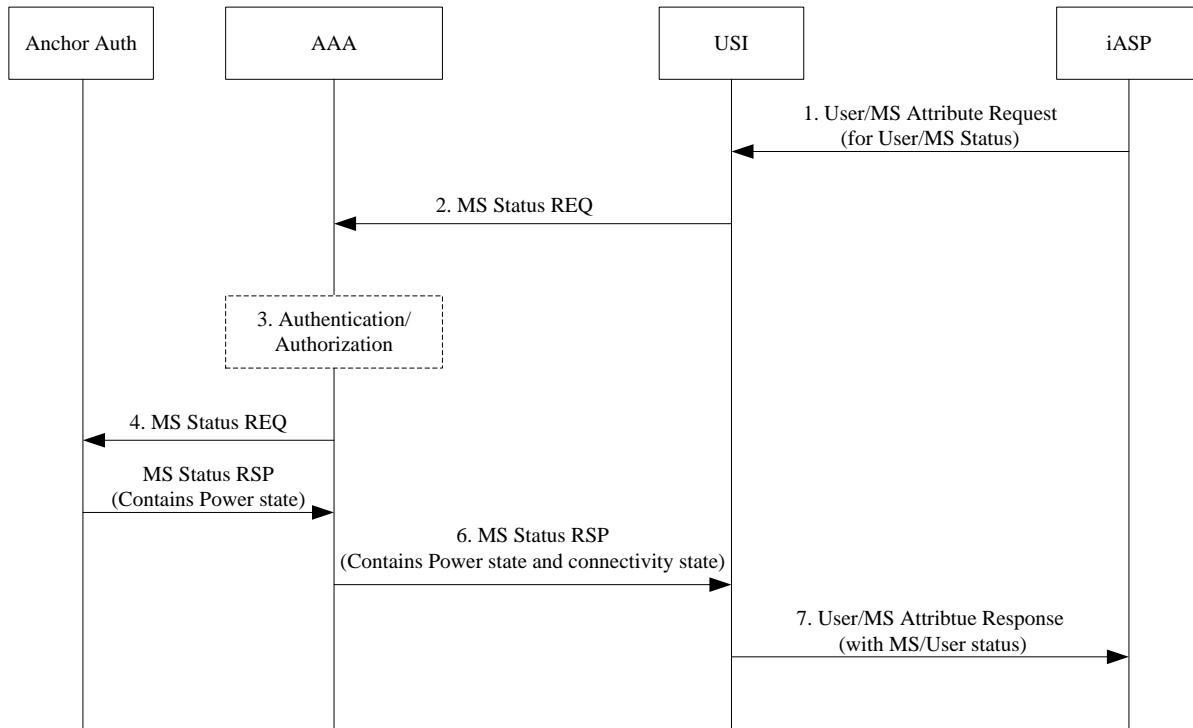 Anchor Auth
AAA
USI
iASP
1. User/MS Attribute Request
(for User/MS Status)
2. MS Status REQ
3. Authentication/
Authorization
4. MS Status REQ
MS Status RSP
(Contains Power state)
6. MS Status RSP
(Contains Power state and connectivity state)
7. User/MS Attribtue Response
(with MS/User status)